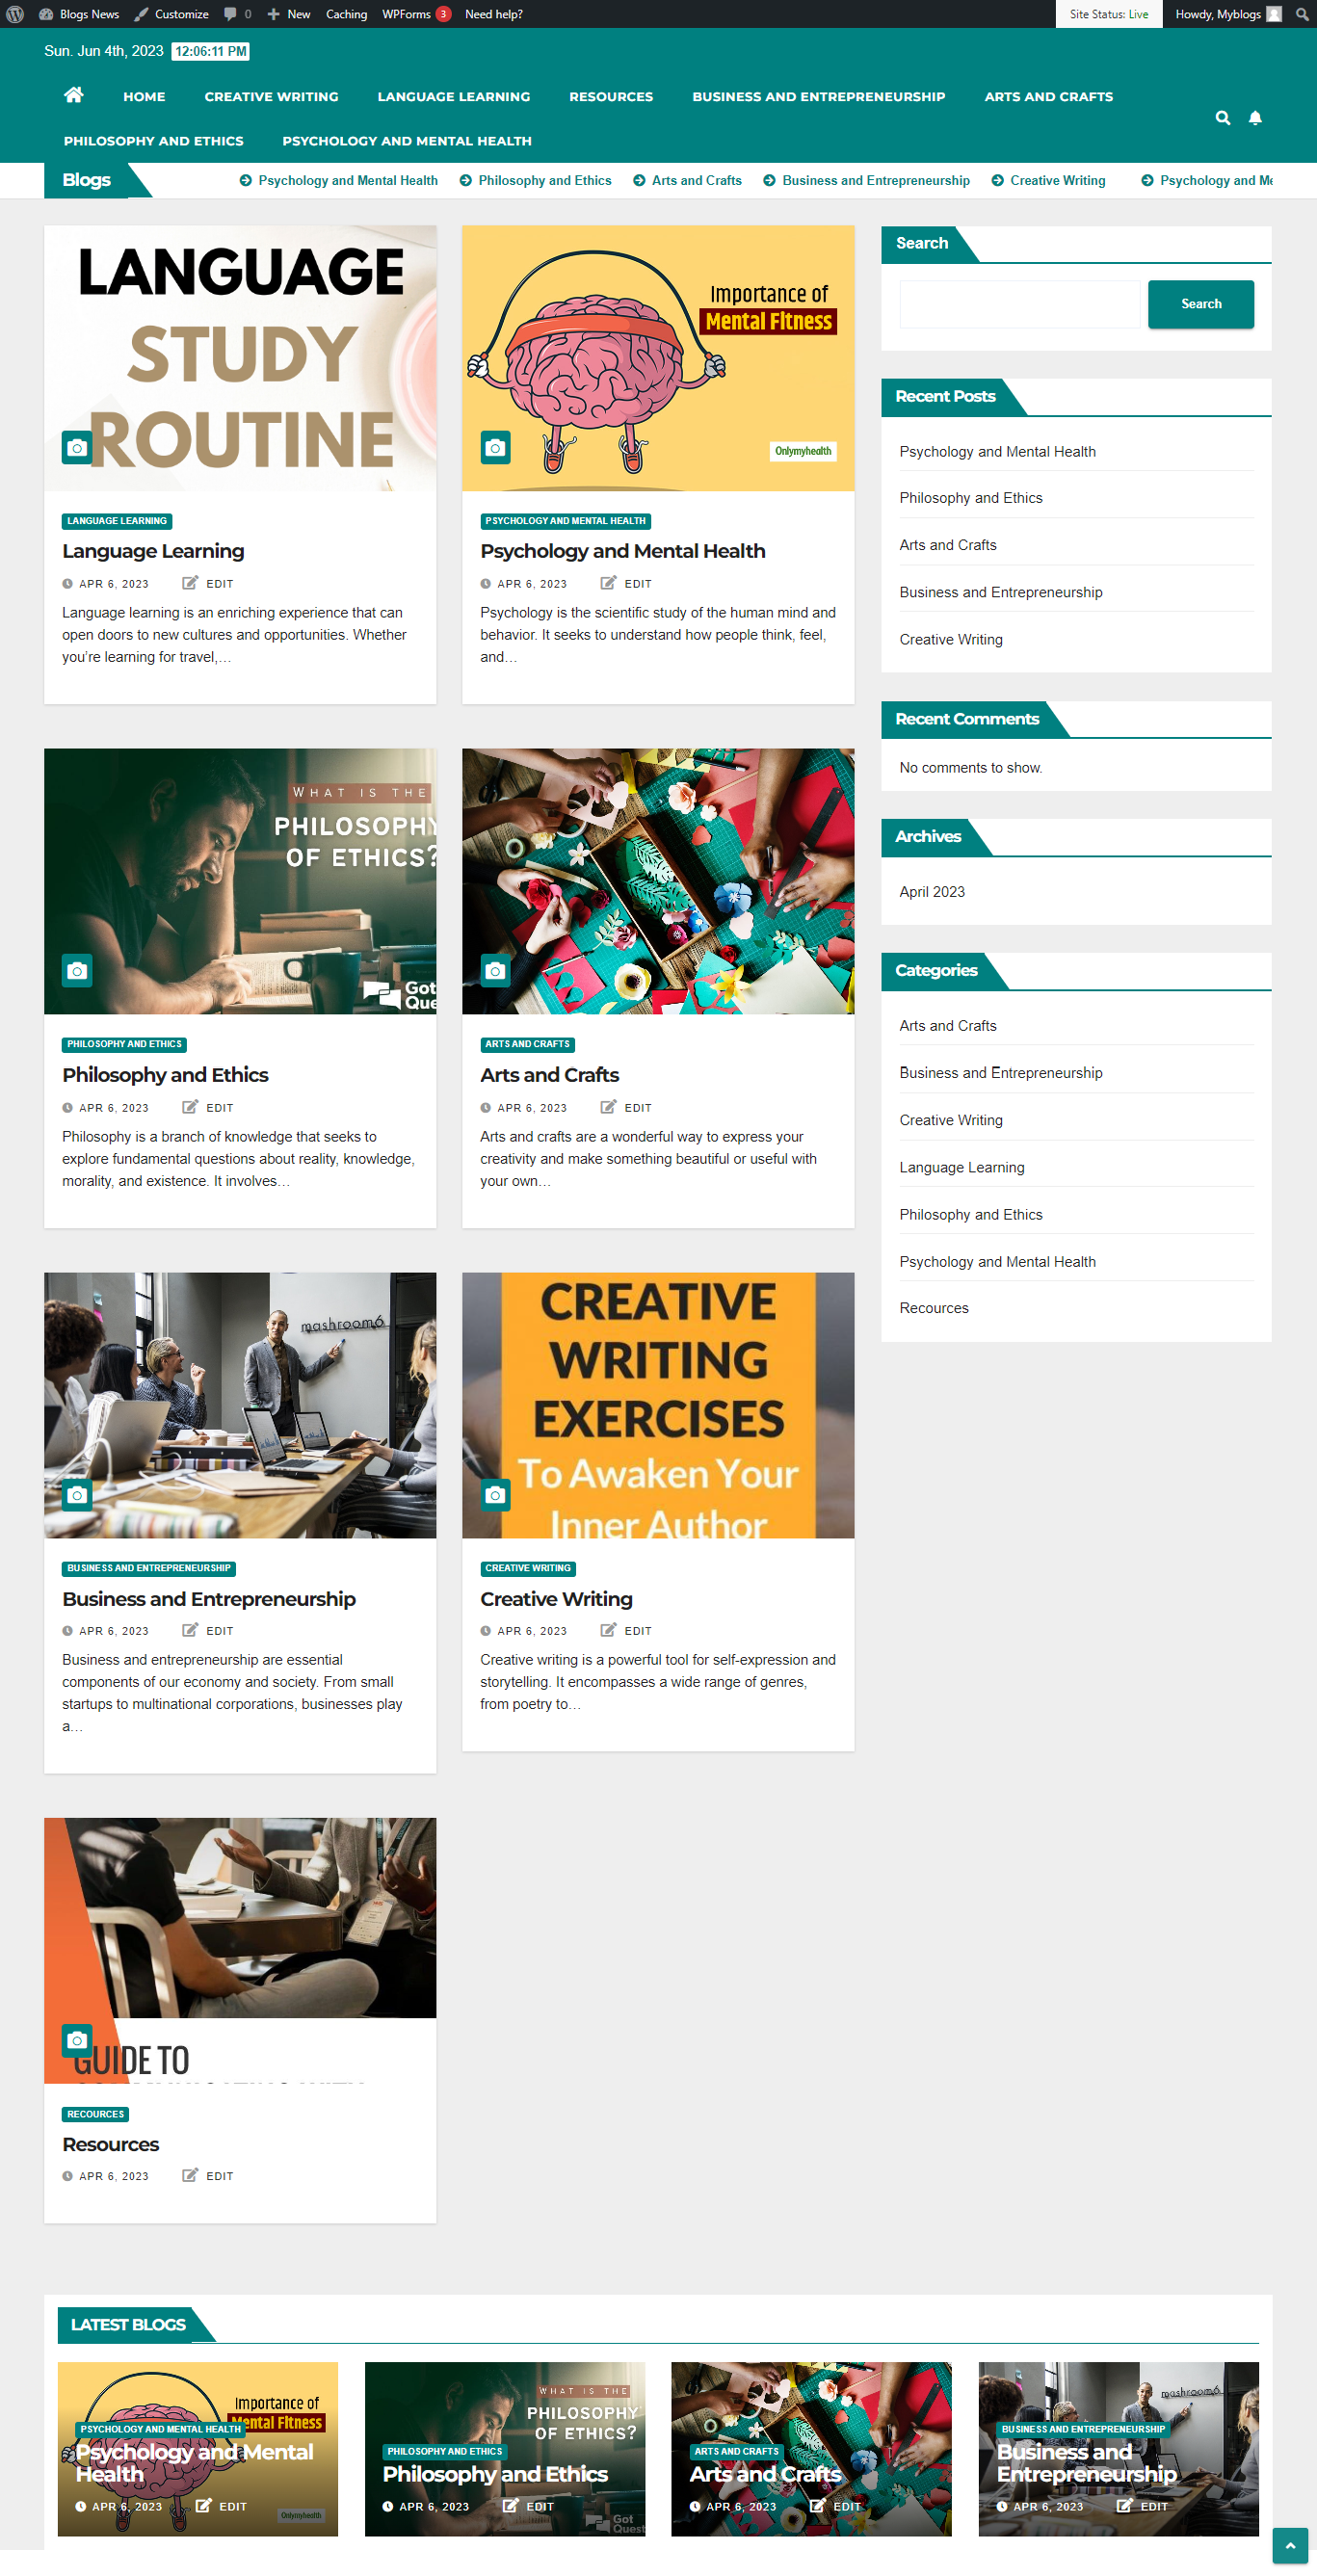 Blogs News Customize 0 New Caching WPForms 3 Need help? Site Status: Live Howdy, Myblogs
Sun. Jun 4th, 2023 12:06:11 PM
HOME CREATIVE WRITING LANGUAGE LEARNING RESOURCES BUSINESS AND ENTREPRENEURSHIP ARTS AND CRAFTS
PHILOSOPHY AND ETHICS PSYCHOLOGY AND MENTAL HEALTH
Blogs Psychology and Mental Health Philosophy and Ethics Arts and Crafts Business and Entrepreneurship Creative Writing Psychology and Me
LANGUAGE
STUDY
ROUTINE
LANGUAGE LEARNING
Language Learning
APR 6, 2023 EDIT
Language learning is an enriching experience that can
open doors to new cultures and opportunities. Whether
you're learning for travel,…
Importance of
Mental Fitness
Onlymyhealth
PSYCHOLOGY AND MENTAL HEALTH
Psychology and Mental Health
APR 6, 2023 EDIT
Psychology is the scientific study of the human mind and
behavior. It seeks to understand how people think, feel,
and…
WHAT IS THE
PHILOSOPHY
OF ETHICS?
Got
Que
PHILOSOPHY AND ETHICS
Philosophy and Ethics
APR 6, 2023 EDIT
Philosophy is a branch of knowledge that seeks to
explore fundamental questions about reality, knowledge,
morality, and existence. It involves…
ARTS AND CRAFTS
Arts and Crafts
APR 6, 2023 EDIT
Arts and crafts are a wonderful way to express your
creativity and make something beautiful or useful with
your own…
mashroom6
BUSINESS AND ENTREPRENEURSHIP
Business and Entrepreneurship
APR 6, 2023 EDIT
Business and entrepreneurship are essential
components of our economy and society. From small
startups to multinational corporations, businesses play
a…
CREATIVE
WRITING
EXERCISES
To Awaken Your
Inner Author
CREATIVE WRITING
Creative Writing
APR 6, 2023 EDIT
Creative writing is a powerful tool for self-expression and
storytelling. It encompasses a wide range of genres,
from poetry to…
GUIDE TO
RECOURCES
Resources
APR 6, 2023 EDIT
Search
Search
Recent Posts
Psychology and Mental Health
Philosophy and Ethics
Arts and Crafts
Business and Entrepreneurship
Creative Writing
Recent Comments
No comments to show.
Archives
April 2023
Categories
Arts and Crafts
Business and Entrepreneurship
Creative Writing
Language Learning
Philosophy and Ethics
Psychology and Mental Health
Recources
LATEST BLOGS
Importance of
Mental Fitness
PSYCHOLOGY AND MENTAL HEALTH
Psychology and Mental
Health
APR 6, 2023 EDIT
Onlymyhealth
WHAT IS THE
PHILOSOPHY
OF ETHICS?
PHILOSOPHY AND ETHICS
Philosophy and Ethics
APR 6, 2023 EDIT
Got
Quest
ARTS AND CRAFTS
Arts and Crafts
APR 6, 2023 EDIT
mashroom6
BUSINESS AND ENTREPRENEURSHIP
Business and
Entrepreneurship
APR 6, 2023 EDIT